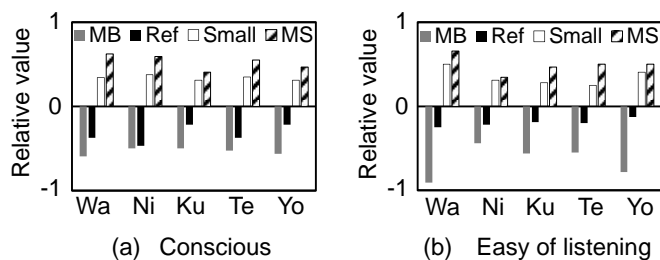 1
MB Ref Small MS
Relative value
0
-1
Wa Ni Ku Te Yo
(a) Conscious
1
MB Ref Small MS
Relative value
0
-1
Wa Ni Ku Te Yo
(b) Easy of listening